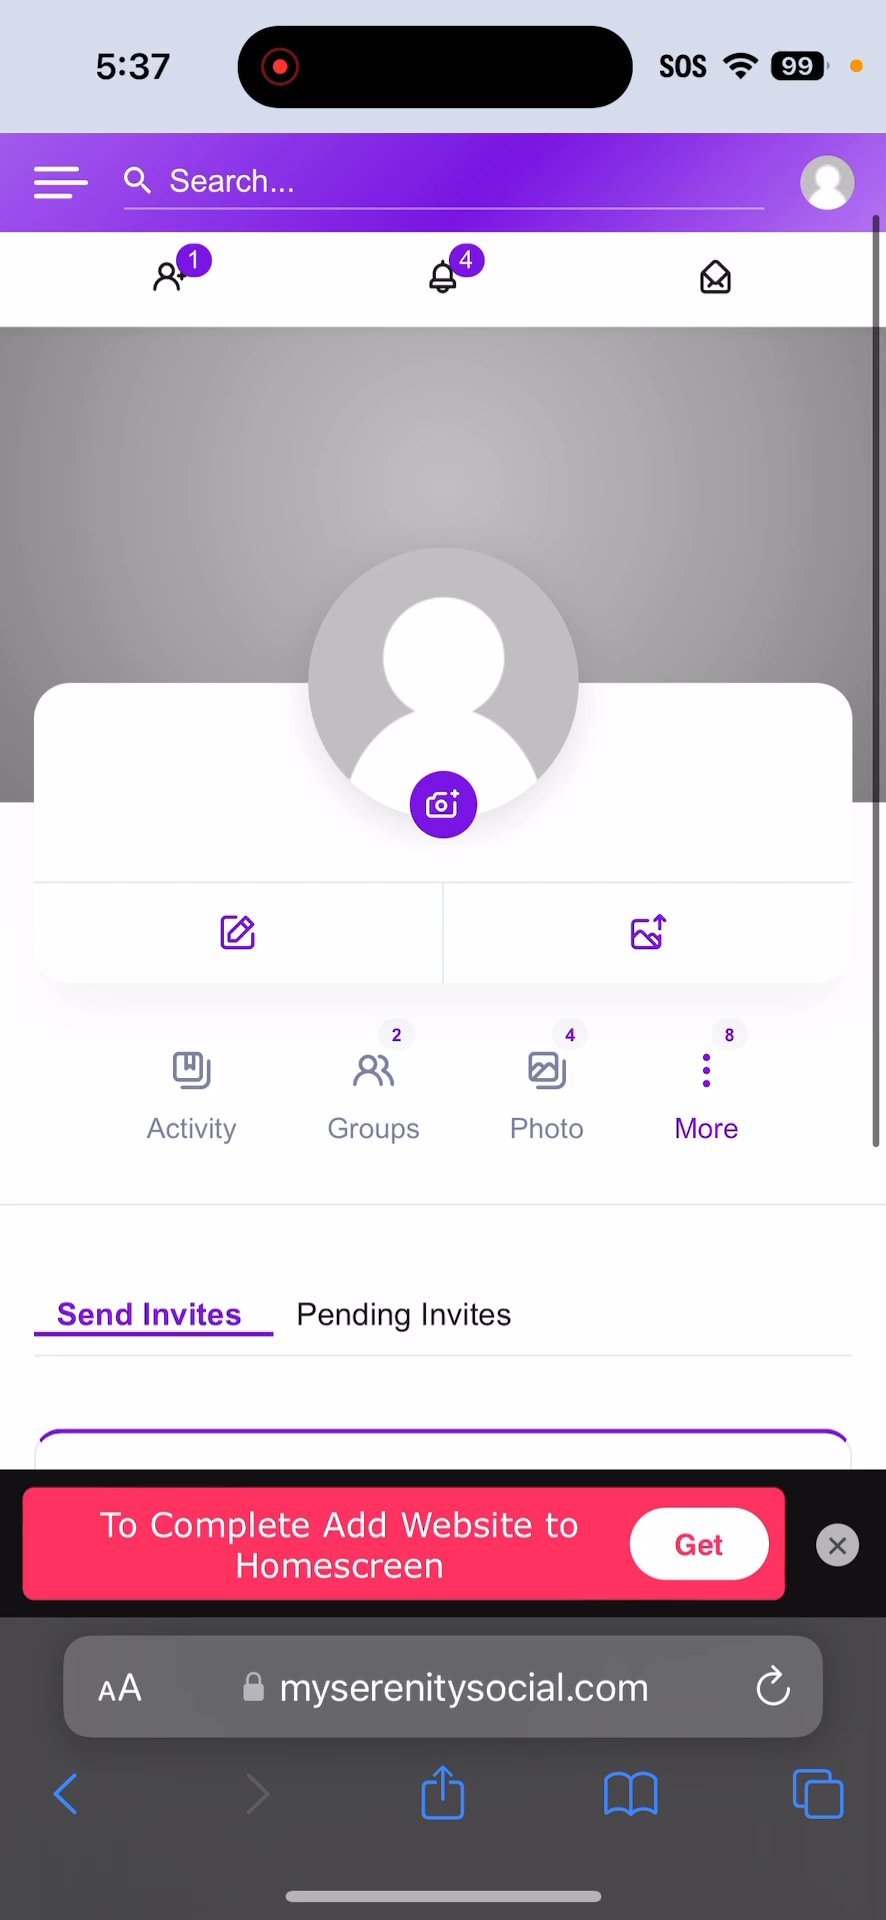 5:37
SOS
99
Search...
1
4
2
4
8
Activity
Groups
Photo
More
Send Invites
Pending Invites
To Complete Add Website to
Homescreen
Get
AA
myserenitysocial.com